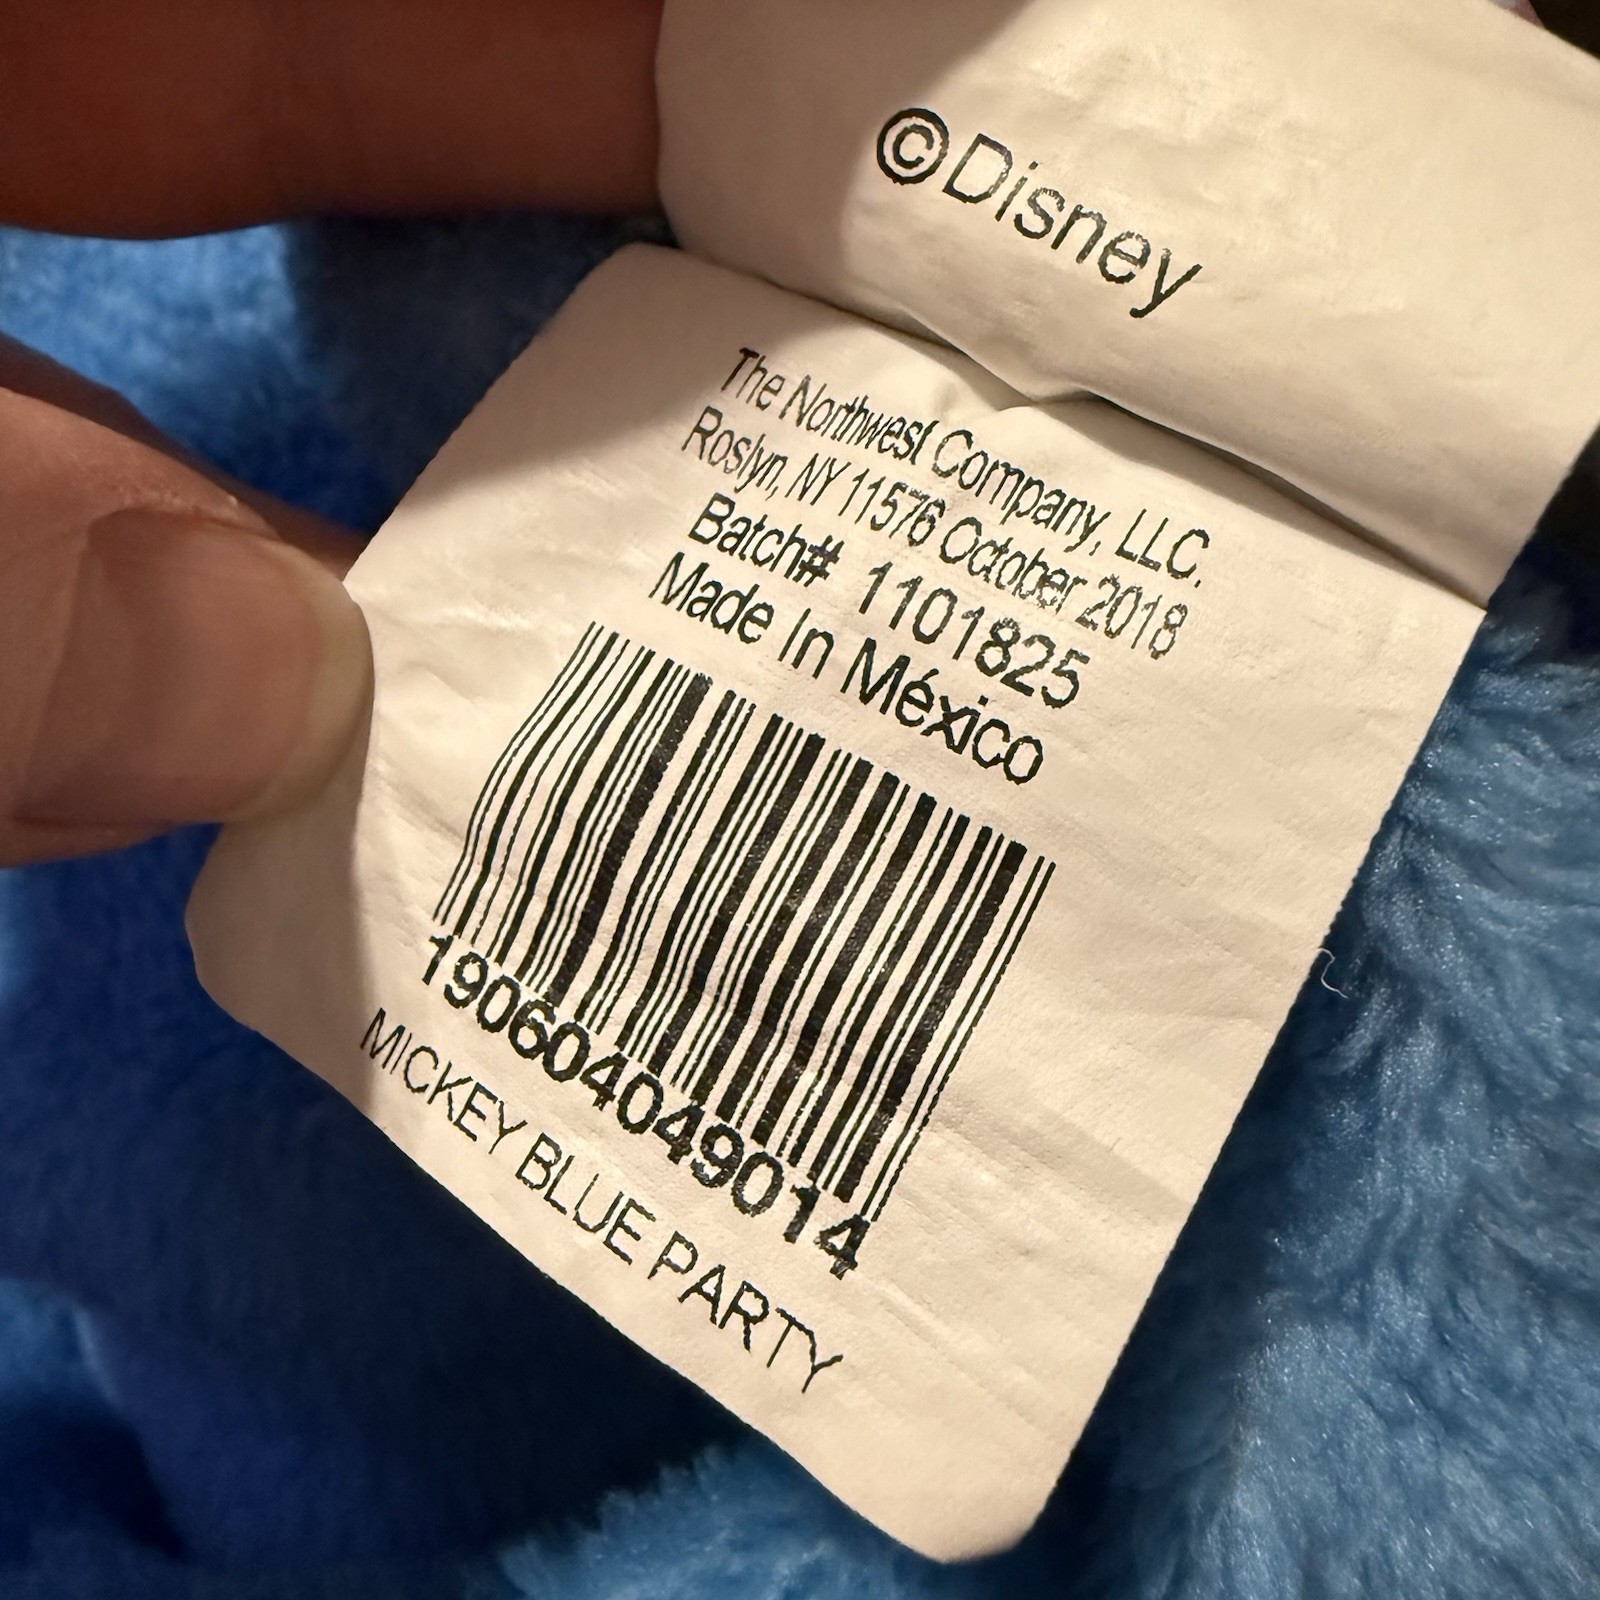 ©Disney
The Northwest Company, LLC.
Roslyn, NY 11576 October 2018
Batch# 1101825
Made In México
190604049014
MICKEY BLUE PARTY